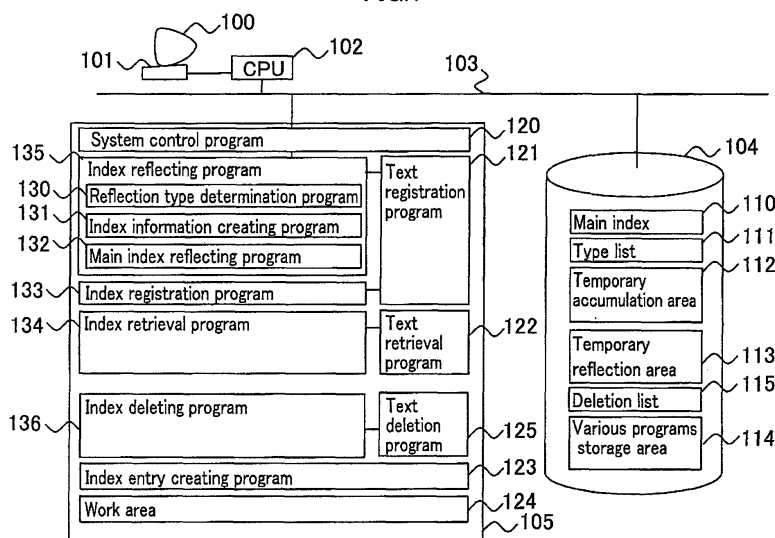 100
101
102
CPU
103
System control program
120
135
Index reflecting program
Text
registration
program
121
104
130
Reflection type determination program
110
Main index
131
Index information creating program
111
Type list
132
Main index reflecting program
112
Temporary
accumulation area
133
Index registration program
134
Index retrieval program
Text
retrieval
program
122
Temporary
reflection area
113
115
Deletion list
136
Index deleting program
Text
deletion
program
125
Various programs
storage area
114
Index entry creating program
123
Work area
124
105